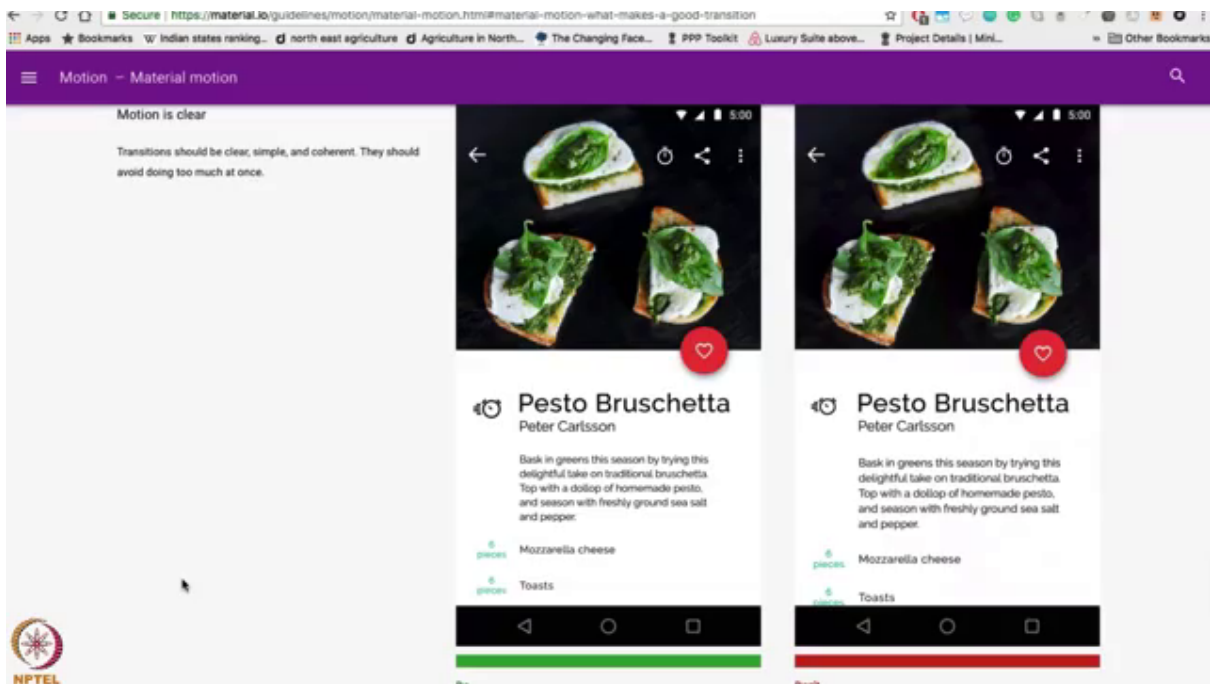 Secure | https://material.io/guidelines/motion/material-motion.html#material-motion-what-makes-a-good-transition
Apps Bookmarks Indian states ranking... north east agriculture Agriculture in North... The Changing Face... PPP Toolkit Luxury Suite above... Project Details | Mini... Other Bookmarks
Motion – Material motion
Motion is clear
Transitions should be clear, simple, and coherent. They should
avoid doing too much at once.
5:00
Pesto Bruschetta
Peter Carlsson
Bask in greens this season by trying this
delightful take on traditional bruschetta.
Top with a dollop of homemade pesto,
and season with freshly ground sea salt
and pepper.
6
pieces
Mozzarella cheese
6
pieces
Toasts
5:00
Pesto Bruschetta
Peter Carlsson
Bask in greens this season by trying this
delightful take on traditional bruschetta.
Top with a dollop of homemade pesto,
and season with freshly ground sea salt
and pepper.
6
pieces
Mozzarella cheese
6
pieces
Toasts
NPTEL